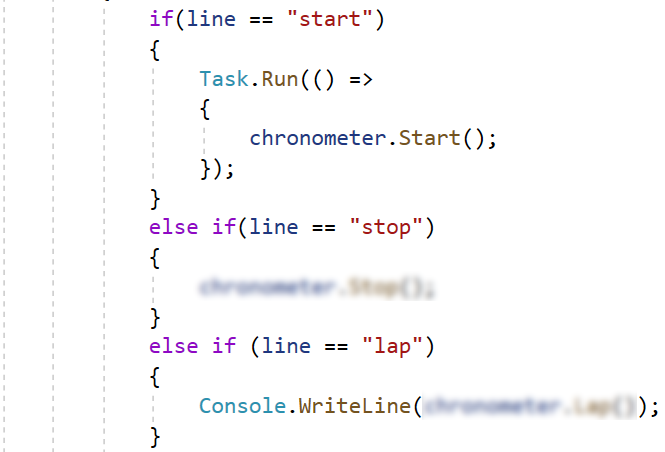 if(line == "start")
{
Task.Run(() =>
{
chronometer.Start();
});
}
else if(line == "stop")
{
chronometer.Stop();
}
else if (line == "lap")
{
Console.WriteLine(chronometer.Lap());
}